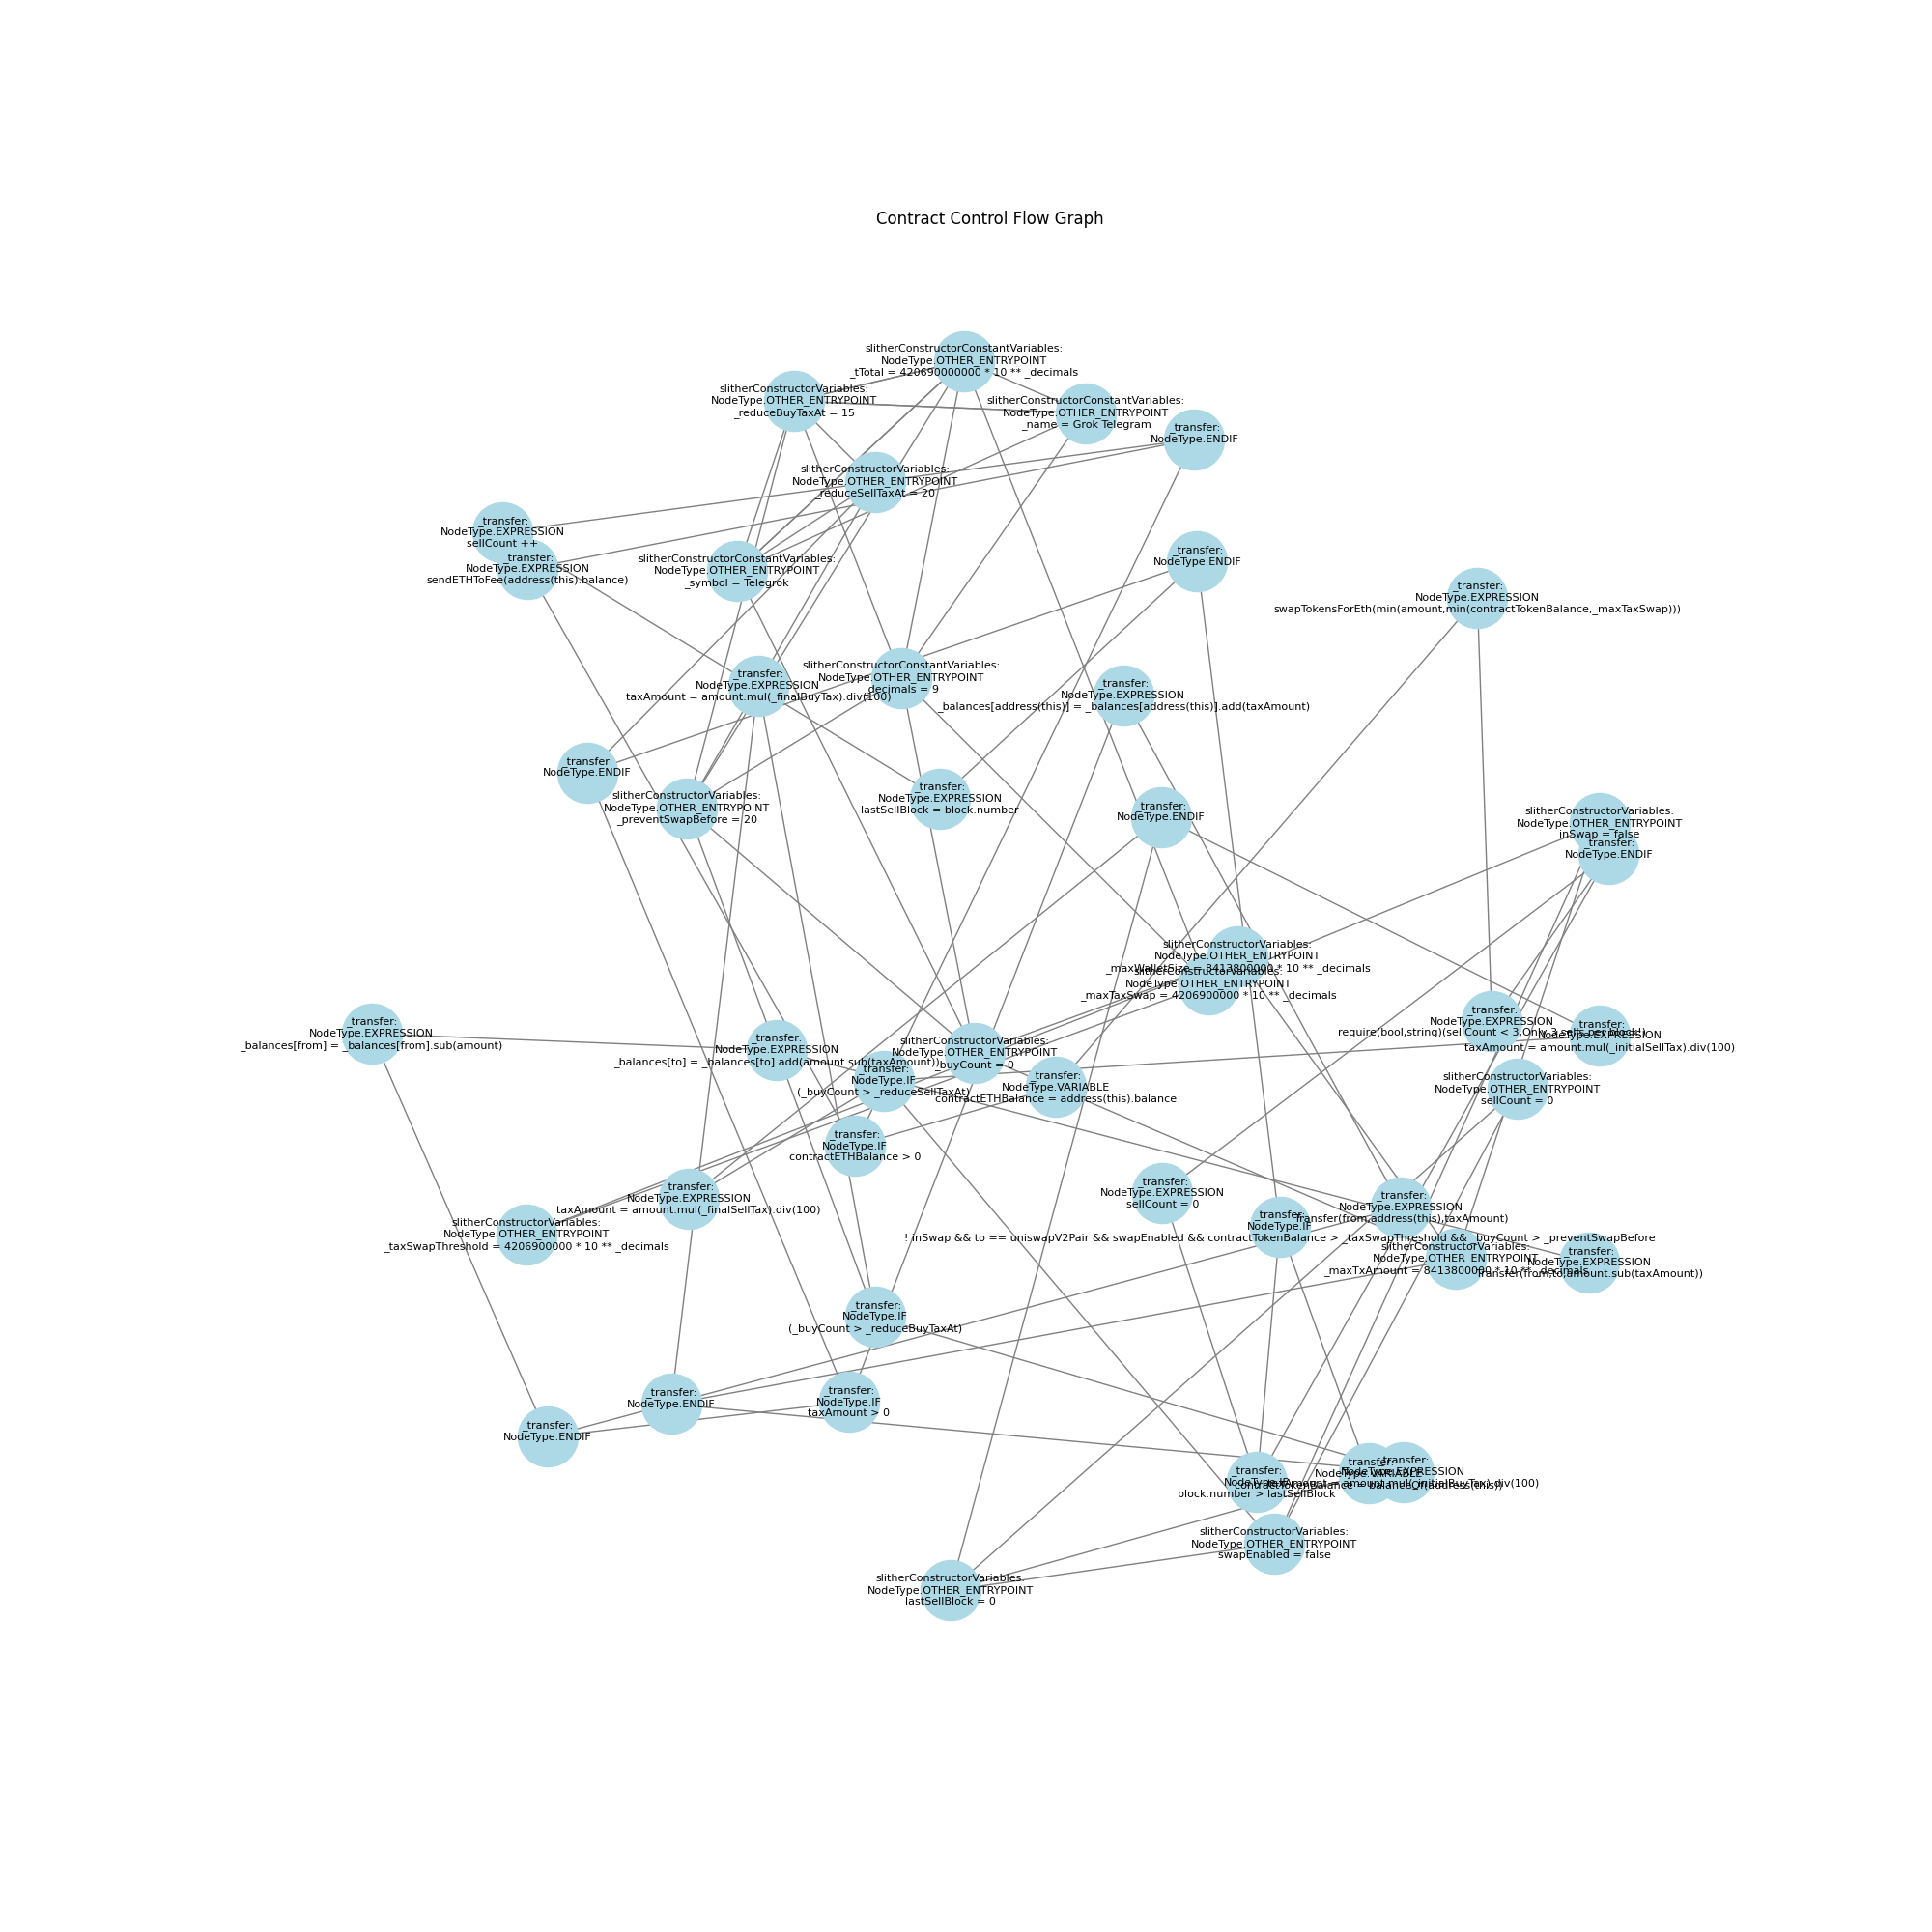 Contract Control Flow Graph
slitherConstructorConstantVariables:
NodeType.OTHER_ENTRYPOINT
_tTotal = 420690000000 * 10 ** _decimals
slitherConstructorVariables:
NodeType.OTHER_ENTRYPOINT
_reduceBuyTaxAt = 15
slitherConstructorConstantVariables:
NodeType.OTHER_ENTRYPOINT
_name = Grok Telegram
_transfer:
NodeType.ENDIF
slitherConstructorVariables:
NodeType.OTHER_ENTRYPOINT
_reduceSellTaxAt = 20
_transfer:
NodeType.EXPRESSION
sellCount ++
_transfer:
NodeType.EXPRESSION
sendETHToFee(address(this).balance)
slitherConstructorConstantVariables:
NodeType.OTHER_ENTRYPOINT
_symbol = Telegrok
_transfer:
NodeType.ENDIF
_transfer:
NodeType.EXPRESSION
swapTokensForEth(min(amount,min(contractTokenBalance,_maxTaxSwap)))
_transfer:
NodeType.EXPRESSION
taxAmount = amount.mul(_finalBuyTax).div(100)
slitherConstructorConstantVariables:
NodeType.OTHER_ENTRYPOINT
_decimals = 9
_transfer:
NodeType.EXPRESSION
_balances[address(this)] = _balances[address(this)].add(taxAmount)
_transfer:
NodeType.ENDIF
slitherConstructorVariables:
NodeType.OTHER_ENTRYPOINT
_preventSwapBefore = 20
_transfer:
NodeType.EXPRESSION
lastSellBlock = block.number
_transfer:
NodeType.ENDIF
slitherConstructorVariables:
NodeType.OTHER_ENTRYPOINT
inSwap = false
_transfer:
NodeType.ENDIF
slitherConstructorVariables:
NodeType.OTHER_ENTRYPOINT
_maxWalletSize = 8413800000 * 10 ** _decimals
slitherConstructorVariables:
NodeType.OTHER_ENTRYPOINT
_maxTaxSwap = 4206900000 * 10 ** _decimals
_transfer:
NodeType.EXPRESSION
_balances[from] = _balances[from].sub(amount)
_transfer:
NodeType.EXPRESSION
_balances[to] = _balances[to].add(amount.sub(taxAmount))
slitherConstructorVariables:
NodeType.OTHER_ENTRYPOINT
_buyCount = 0
_transfer:
NodeType.EXPRESSION
require(bool,string)(sellCount < 3,Only 3 sells per block!)
_transfer:
NodeType.EXPRESSION
taxAmount = amount.mul(_initialSellTax).div(100)
_transfer:
NodeType.IF
(_buyCount > _reduceSellTaxAt)
_transfer:
NodeType.VARIABLE
contractETHBalance = address(this).balance
slitherConstructorVariables:
NodeType.OTHER_ENTRYPOINT
sellCount = 0
_transfer:
NodeType.IF
contractETHBalance > 0
_transfer:
NodeType.EXPRESSION
taxAmount = amount.mul(_finalSellTax).div(100)
_transfer:
NodeType.EXPRESSION
sellCount = 0
_transfer:
NodeType.EXPRESSION
Transfer(from,address(this),taxAmount)
_transfer:
NodeType.IF
! inSwap && to == uniswapV2Pair && swapEnabled && contractTokenBalance > _taxSwapThreshold && _buyCount > _preventSwapBefore
slitherConstructorVariables:
NodeType.OTHER_ENTRYPOINT
_taxSwapThreshold = 4206900000 * 10 ** _decimals
slitherConstructorVariables:
NodeType.OTHER_ENTRYPOINT
_maxTxAmount = 8413800000 * 10 ** _decimals
_transfer:
NodeType.EXPRESSION
Transfer(from,to,amount.sub(taxAmount))
_transfer:
NodeType.IF
(_buyCount > _reduceBuyTaxAt)
_transfer:
NodeType.ENDIF
_transfer:
NodeType.IF
taxAmount > 0
_transfer:
NodeType.ENDIF
_transfer:
NodeType.IF
block.number > lastSellBlock
_transfer:
NodeType.VARIABLE
contractTokenBalance = balanceOf(address(this))
_transfer:
NodeType.EXPRESSION
taxAmount = amount.mul(_initialBuyTax).div(100)
slitherConstructorVariables:
NodeType.OTHER_ENTRYPOINT
swapEnabled = false
slitherConstructorVariables:
NodeType.OTHER_ENTRYPOINT
lastSellBlock = 0